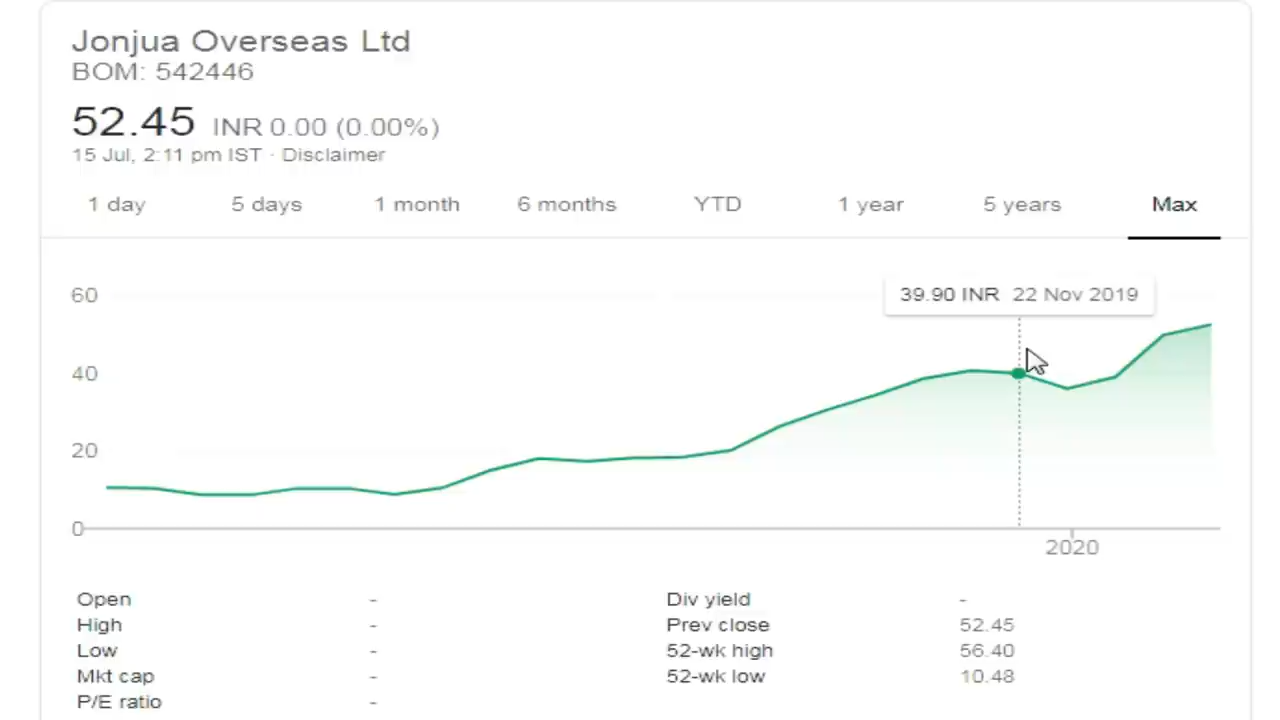 Jonjua Overseas Ltd
BOM: 542446
52.45 INR 0.00 (0.00%)
15 Jul, 2:11 pm IST · Disclaimer
1 day 5 days 1 month 6 months YTD 1 year 5 years Max
39.90 INR 22 Nov 2019
60
40
20
0
2020
Open - Div yield -
High - Prev close 52.45
Low - 52-wk high 56.40
Mkt cap - 52-wk low 10.48
P/E ratio -